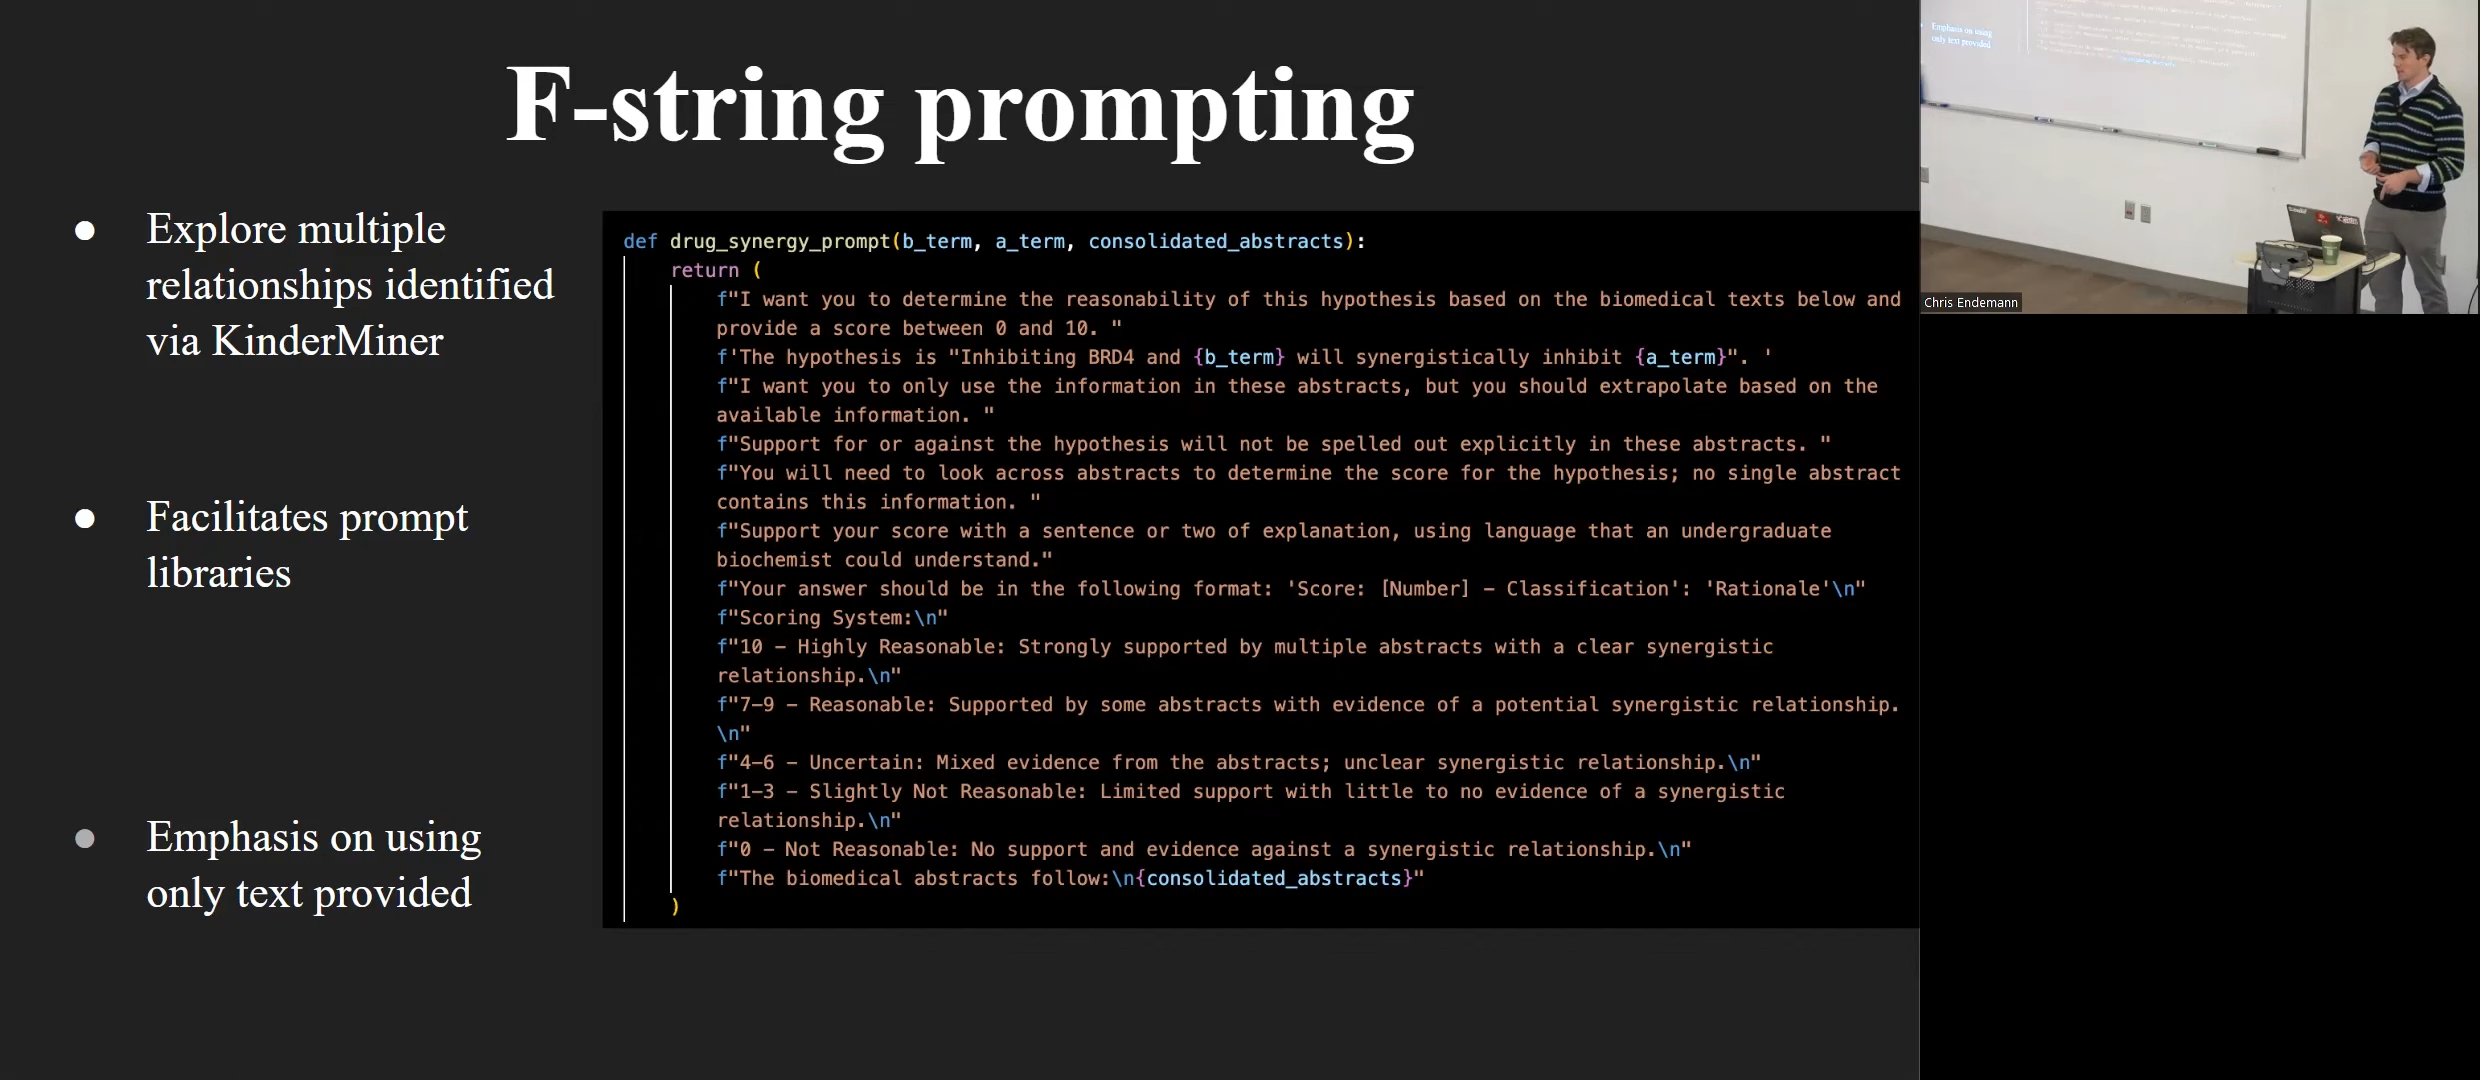 F-string prompting
● Explore multiple
relationships identified
via KinderMiner
● Facilitates prompt
libraries
● Emphasis on using
only text provided
def drug_synergy_prompt(b_term, a_term, consolidated_abstracts):
return (
f"I want you to determine the reasonability of this hypothesis based on the biomedical texts below and
provide a score between 0 and 10. "
f'The hypothesis is "Inhibiting BRD4 and {b_term} will synergistically inhibit {a_term}". '
f"I want you to only use the information in these abstracts, but you should extrapolate based on the
available information. "
f"Support for or against the hypothesis will not be spelled out explicitly in these abstracts. "
f"You will need to look across abstracts to determine the score for the hypothesis; no single abstract
contains this information. "
f"Support your score with a sentence or two of explanation, using language that an undergraduate
biochemist could understand."
f"Your answer should be in the following format: 'Score: [Number] – Classification': 'Rationale'\n"
f"Scoring System:\n"
f"10 – Highly Reasonable: Strongly supported by multiple abstracts with a clear synergistic
relationship.\n"
f"7–9 – Reasonable: Supported by some abstracts with evidence of a potential synergistic relationship.
\n"
f"4–6 – Uncertain: Mixed evidence from the abstracts; unclear synergistic relationship.\n"
f"1–3 – Slightly Not Reasonable: Limited support with little to no evidence of a synergistic
relationship.\n"
f"0 – Not Reasonable: No support and evidence against a synergistic relationship.\n"
f"The biomedical abstracts follow:\n{consolidated_abstracts}"
)
Emphasis on using
only text provided
Chris Endemann